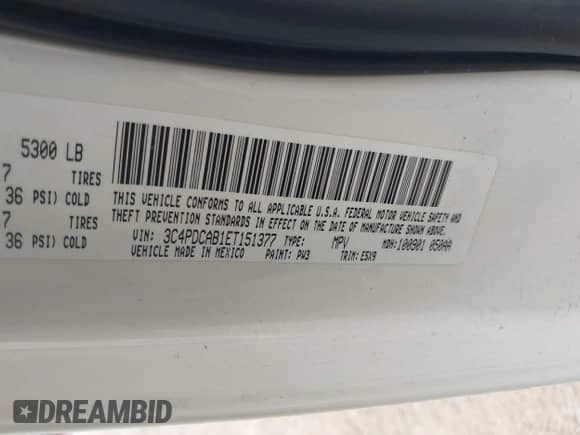 5300 LB
7 TIRES
36 PSI) COLD
7 TIRES
36 PSI) COLD
THIS VEHICLE CONFORMS TO ALL APPLICABLE U.S.A. FEDERAL MOTOR VEHICLE SAFETY AND
THEFT PREVENTION STANDARDS IN EFFECT ON THE DATE OF MANUFACTURE SHOWN ABOVE.
VIN: 3C4PDCAB1ET151377 TYPE: MPV MDH: 100901 050AA
VEHICLE MADE IN MEXICO PAINT: PW3 TRIM: E5X9
DREAMBID